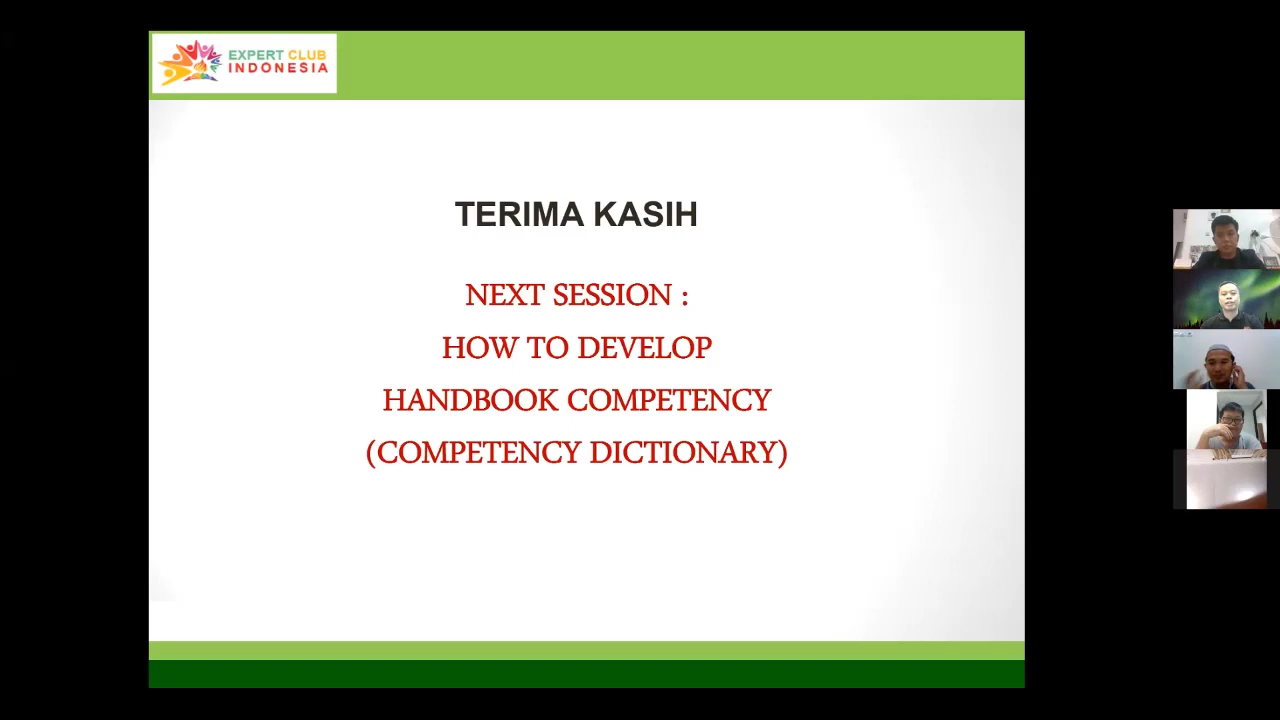 EXPERT CLUB
INDONESIA
TERIMA KASIH
NEXT SESSION :
HOW TO DEVELOP
HANDBOOK COMPETENCY
(COMPETENCY DICTIONARY)